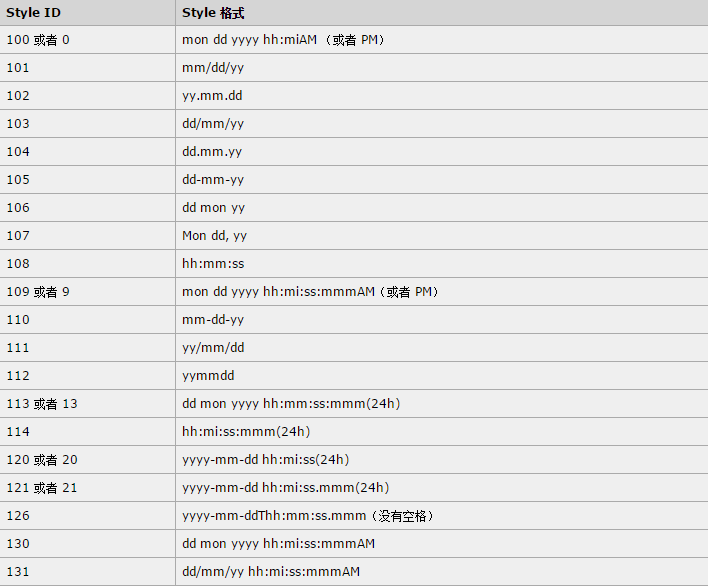 Style ID Style 格式
100 或者 0 mon dd yyyy hh:miAM （或者 PM）
101 mm/dd/yy
102 yy.mm.dd
103 dd/mm/yy
104 dd.mm.yy
105 dd-mm-yy
106 dd mon yy
107 Mon dd, yy
108 hh:mm:ss
109 或者 9 mon dd yyyy hh:mi:ss:mmmAM（或者 PM）
110 mm-dd-yy
111 yy/mm/dd
112 yymmdd
113 或者 13 dd mon yyyy hh:mm:ss:mmm(24h)
114 hh:mi:ss:mmm(24h)
120 或者 20 yyyy-mm-dd hh:mi:ss(24h)
121 或者 21 yyyy-mm-dd hh:mi:ss.mmm(24h)
126 yyyy-mm-ddThh:mm:ss.mmm（没有空格）
130 dd mon yyyy hh:mi:ss:mmmAM
131 dd/mm/yy hh:mi:ss:mmmAM